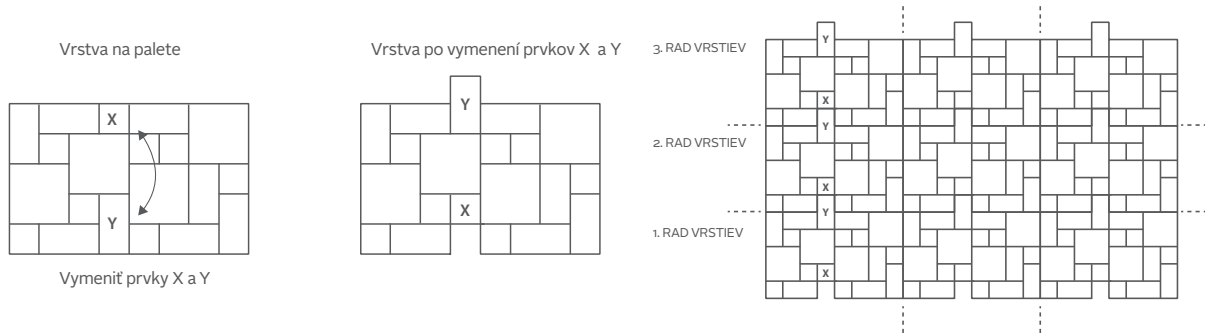 Vrstva na palete
X
Y
Vymeniť prvky X a Y
Vrstva po vymenení prvkov X a Y
Y
X
3. RAD VRSTIEV
2. RAD VRSTIEV
1. RAD VRSTIEV
Y
X
Y
X
Y
X